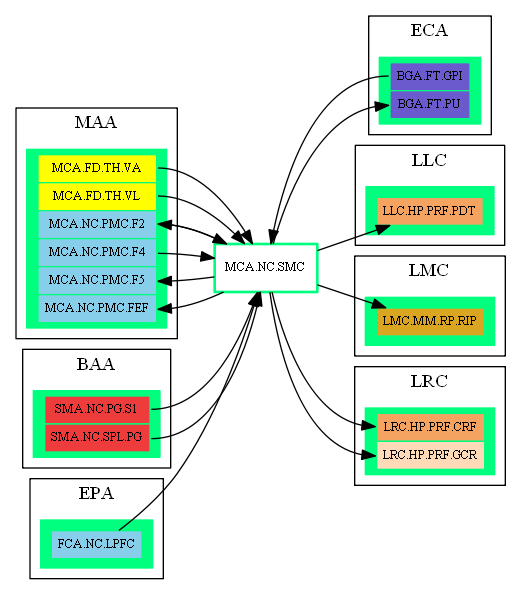 ECA
BGA.FT.GPI
BGA.FT.PU
MAA
MCA.FD.TH.VA
MCA.FD.TH.VL
MCA.NC.PMC.F2
MCA.NC.PMC.F4
MCA.NC.PMC.F5
MCA.NC.PMC.FEF
LLC
LLC.HP.PRF.PDT
MCA.NC.SMC
LMC
LMC.MM.RP.RIP
BAA
SMA.NC.PG.S1
SMA.NC.SPL.PG
LRC
LRC.HP.PRF.CRF
LRC.HP.PRF.GCR
EPA
FCA.NC.LPFC